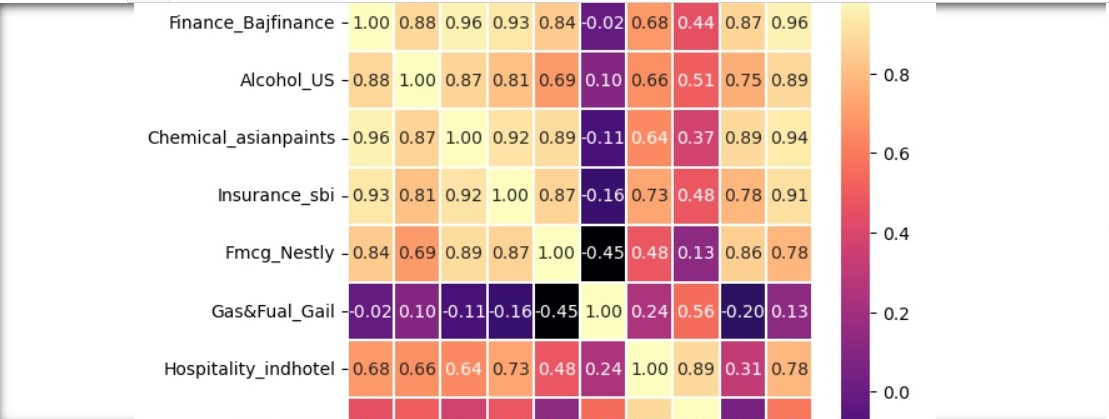 Finance_Bajfinance 1.00 0.88 0.96 0.93 0.84 -0.02 0.68 0.44 0.87 0.96
0.8
Alcohol_US 0.88 1.00 0.87 0.81 0.69 0.10 0.66 0.51 0.75 0.89
Chemical_asianpaints 0.96 0.87 1.00 0.92 0.89 -0.11 0.64 0.37 0.89 0.94
0.6
Insurance_sbi 0.93 0.81 0.92 1.00 0.87 -0.16 0.73 0.48 0.78 0.91
0.4
Fmcg_Nestly 0.84 0.69 0.89 0.87 1.00 -0.45 0.48 0.13 0.86 0.78
Gas&Fual_Gail -0.02 0.10 -0.11 -0.16 -0.45 1.00 0.24 0.56 -0.20 0.13
0.2
Hospitality_indhotel 0.68 0.66 0.64 0.73 0.48 0.24 1.00 0.89 0.31 0.78
0.0